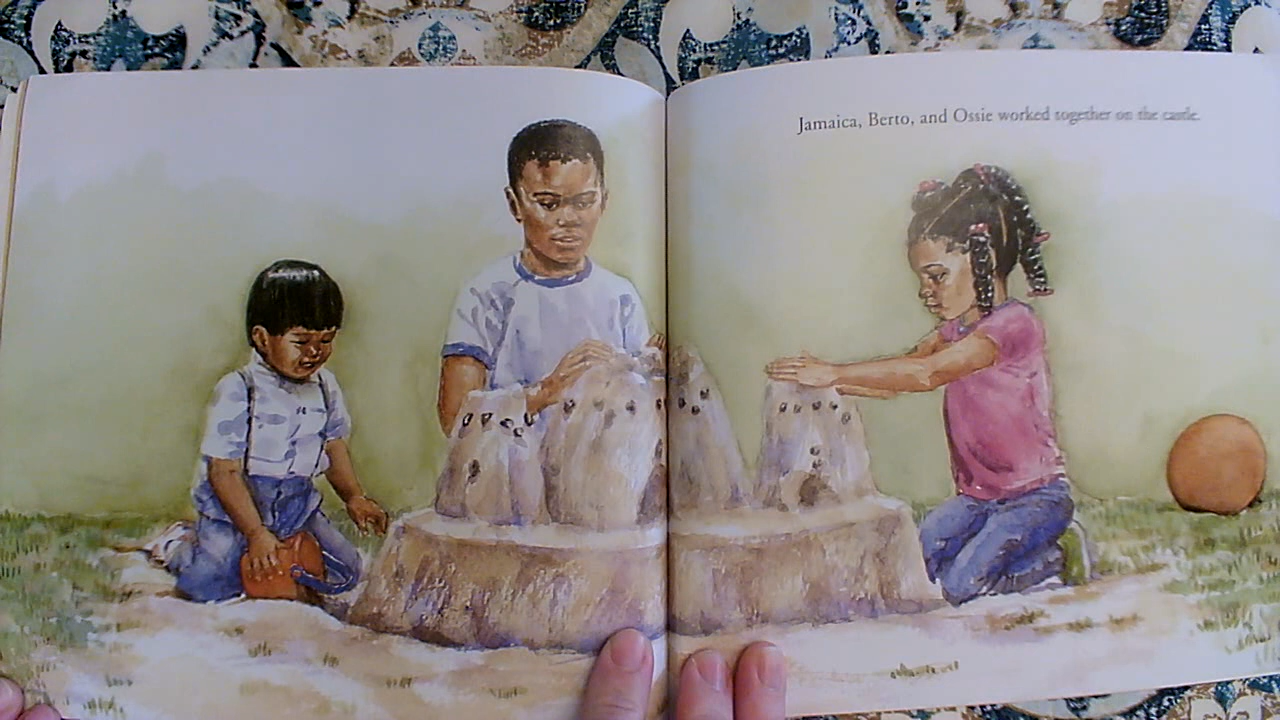 Jamaica, Berto, and Ossie worked together on the castle.